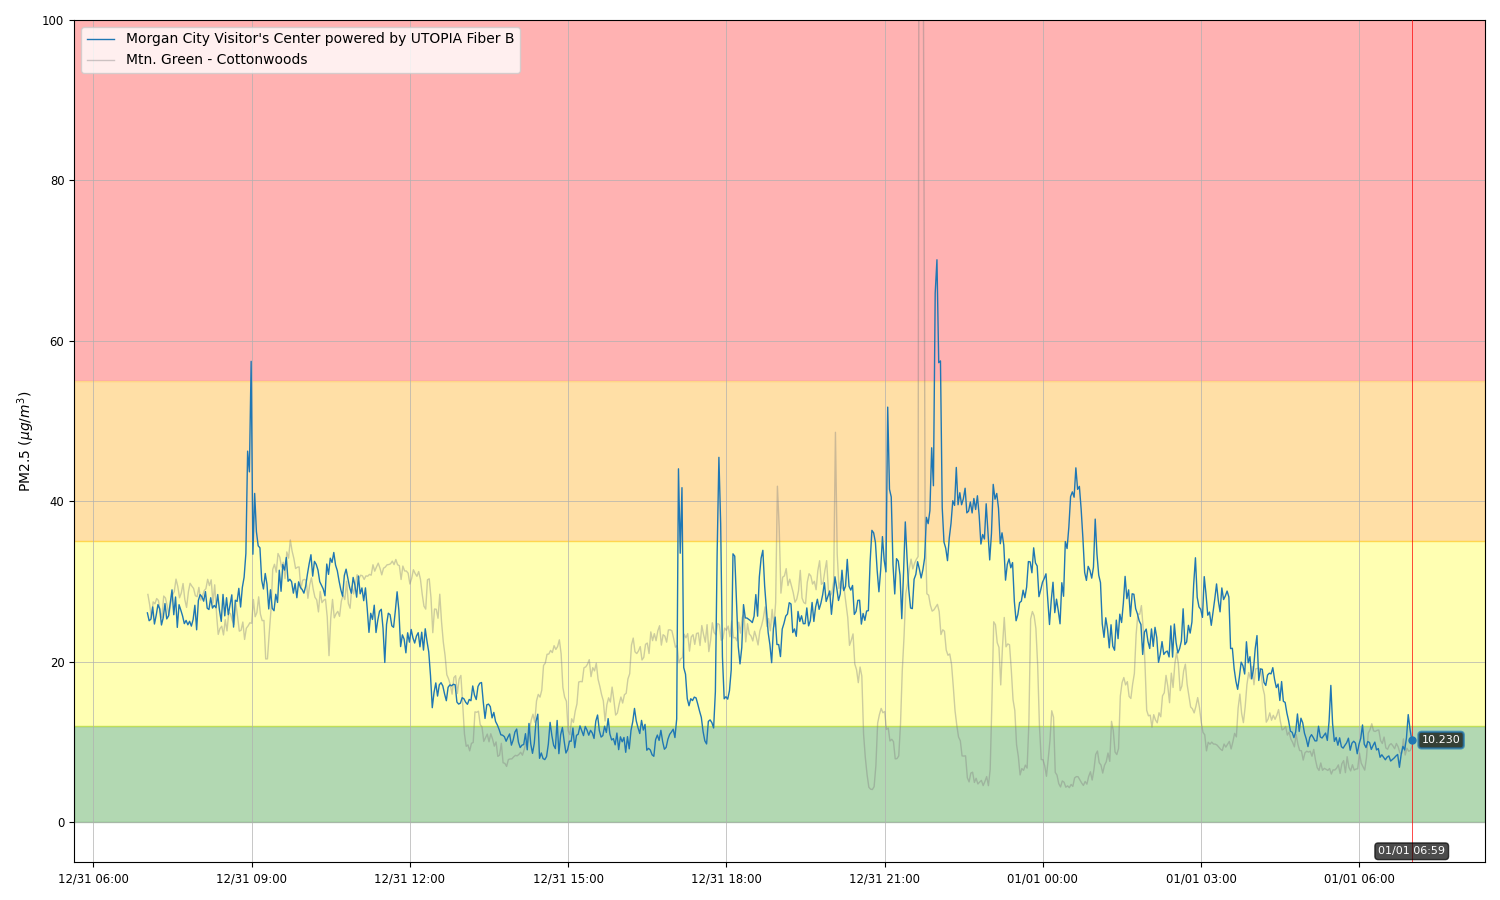 100
80
60
40
20
0
PM2.5 (µg/m³)
Morgan City Visitor's Center powered by UTOPIA Fiber B
Mtn. Green - Cottonwoods
10.230
01/01 06:59
12/31 06:00 12/31 09:00 12/31 12:00 12/31 15:00 12/31 18:00 12/31 21:00 01/01 00:00 01/01 03:00 01/01 06:00